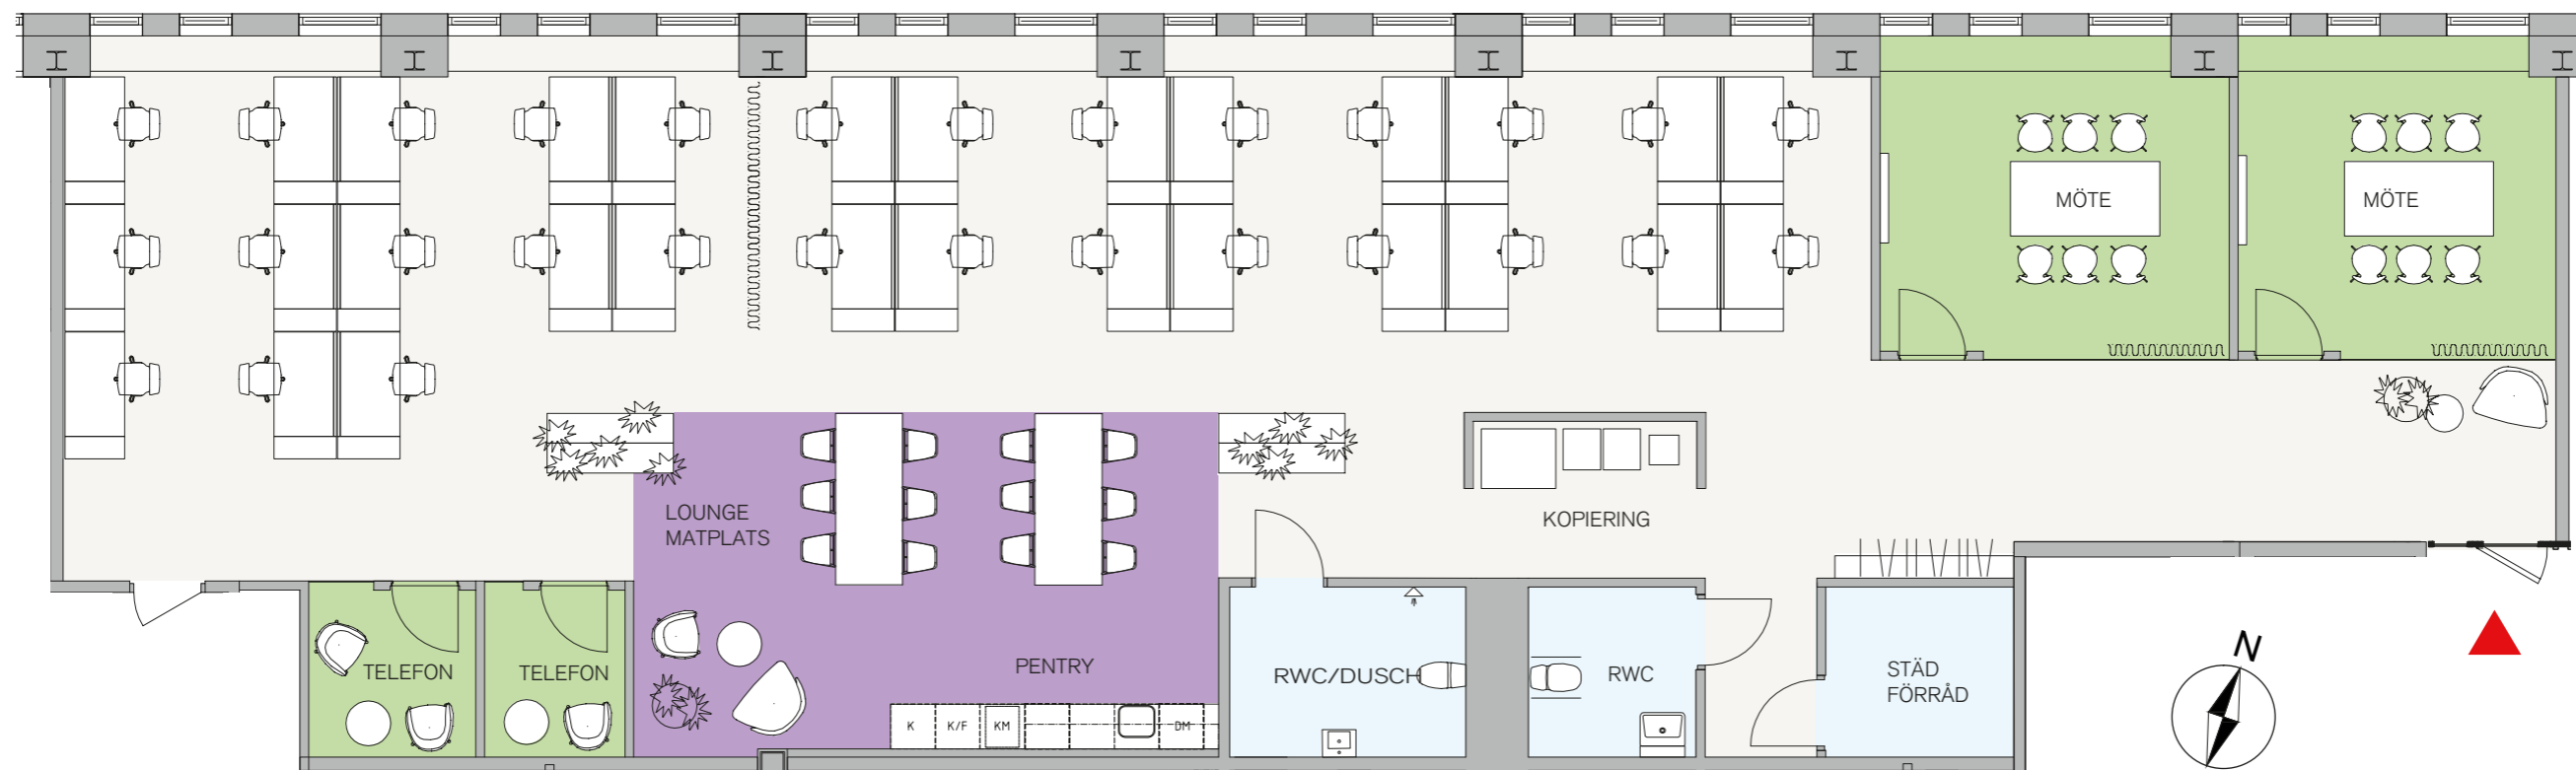 MÖTE
MÖTE
LOUNGE
MATPLATS
KOPIERING
TELEFON
TELEFON
PENTRY
RWC/DUSCH
RWC
STÄD
FÖRRÅD
N
K
K/F
KM
DM